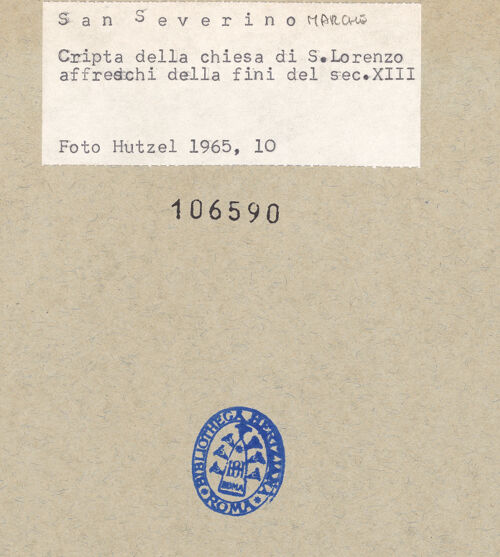 San Severino MARCHE
Cripta della chiesa di S.Lorenzo
affreschi della fini del sec.XIII
Foto Hutzel 1965, 10
106590
BIBLIOTHECA HERTZIANA
ROMA
ROMA